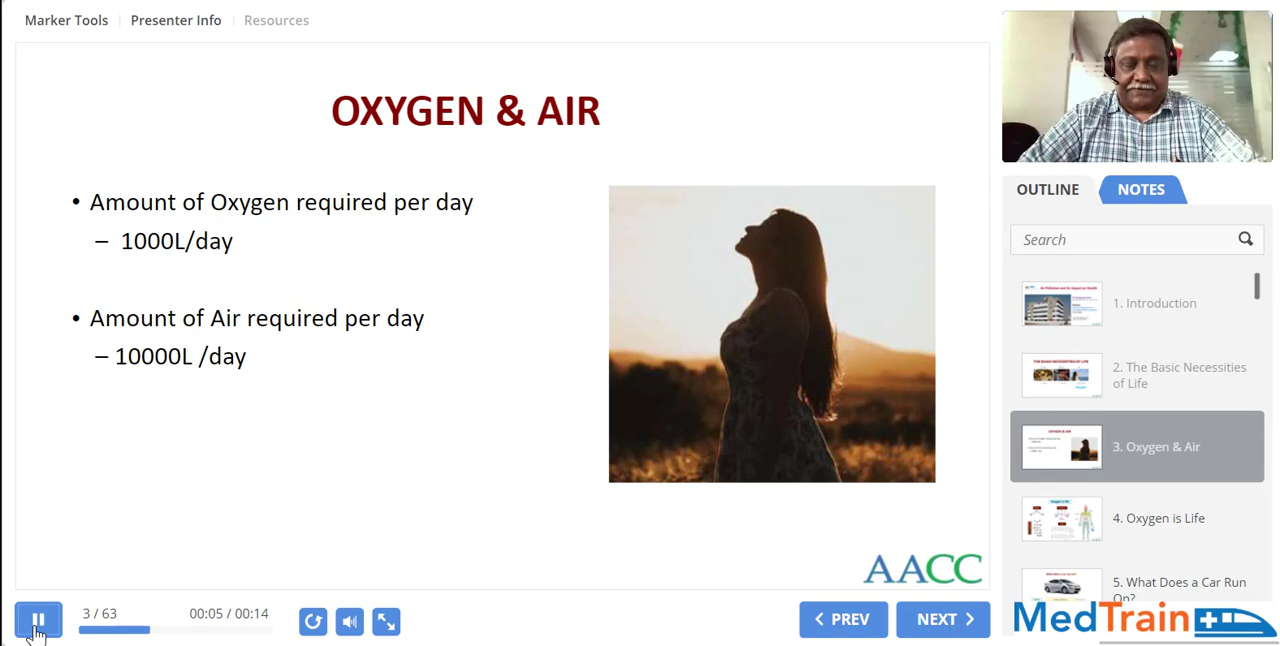 Marker Tools
Presenter Info
Resources
OXYGEN & AIR
• Amount of Oxygen required per day
– 1000L/day
• Amount of Air required per day
– 10000L /day
AACC
3 / 63
00:05 / 00:14
PREV
NEXT
OUTLINE
NOTES
Search
1. Introduction
2. The Basic Necessities
of Life
3. Oxygen & Air
4. Oxygen is Life
5. What Does a Car Run
On?
MedTrain